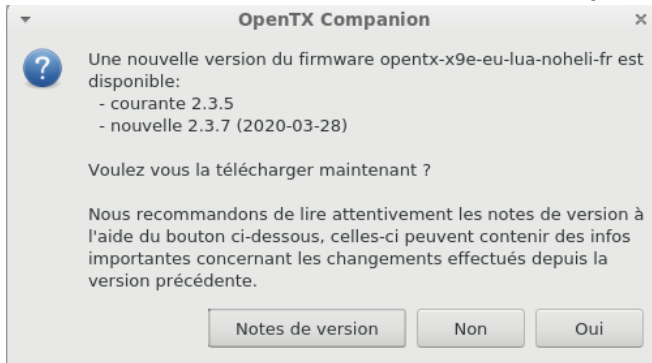 OpenTX Companion
Une nouvelle version du firmware opentx-x9e-eu-lua-noheli-fr est
disponible:
- courante 2.3.5
- nouvelle 2.3.7 (2020-03-28)
Voulez vous la télécharger maintenant ?
Nous recommandons de lire attentivement les notes de version à
l'aide du bouton ci-dessous, celles-ci peuvent contenir des infos
importantes concernant les changements effectués depuis la
version précédente.
Notes de version
Non
Oui